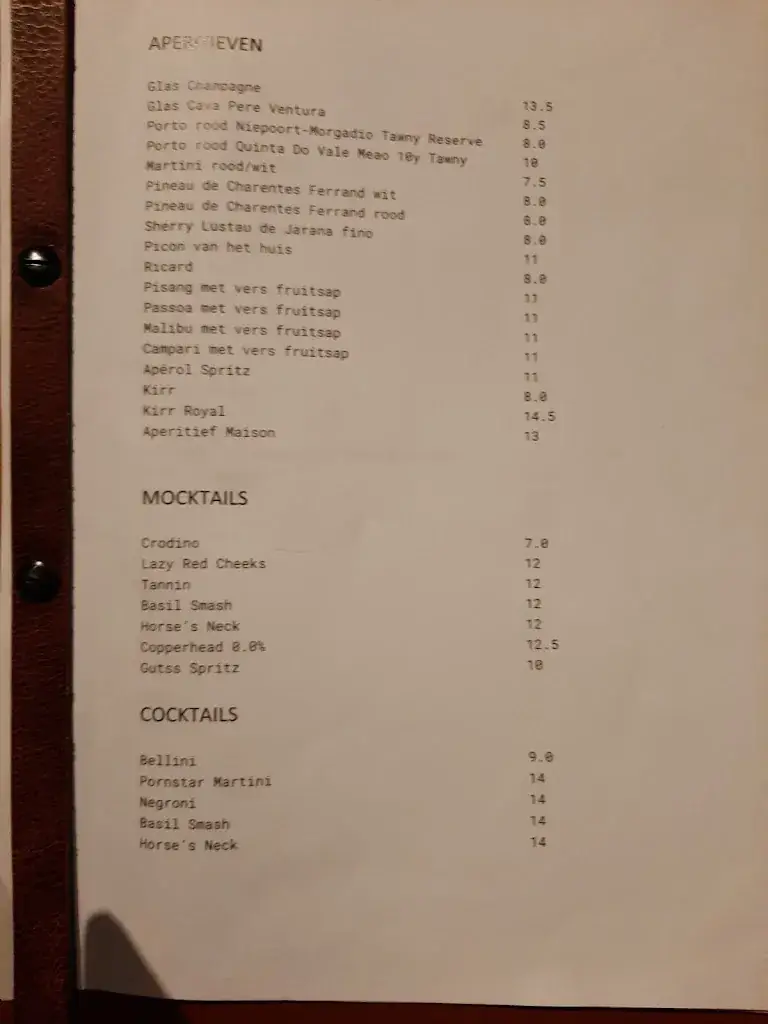 APERITIEVEN
Glas Champagne 13.5
Glas Cava Pere Ventura 8.5
Porto rood Niepoort-Morgadio Tawny Reserve 8.0
Porto rood Quinta Do Vale Meao 10y Tawny 10
Martini rood/wit 7.5
Pineau de Charentes Ferrand wit 8.0
Pineau de Charentes Ferrand rood 8.0
Sherry Lustau de Jarana fino 8.0
Picon van het huis 11
Ricard 8.0
Pisang met vers fruitsap 11
Passoa met vers fruitsap 11
Malibu met vers fruitsap 11
Campari met vers fruitsap 11
Apérol Spritz 11
Kirr 8.0
Kirr Royal 14.5
Aperitief Maison 13
MOCKTAILS
Crodino 7.0
Lazy Red Cheeks 12
Tannin 12
Basil Smash 12
Horse's Neck 12
Copperhead 0.0% 12.5
Gutss Spritz 10
COCKTAILS
Bellini 9.0
Pornstar Martini 14
Negroni 14
Basil Smash 14
Horse's Neck 14